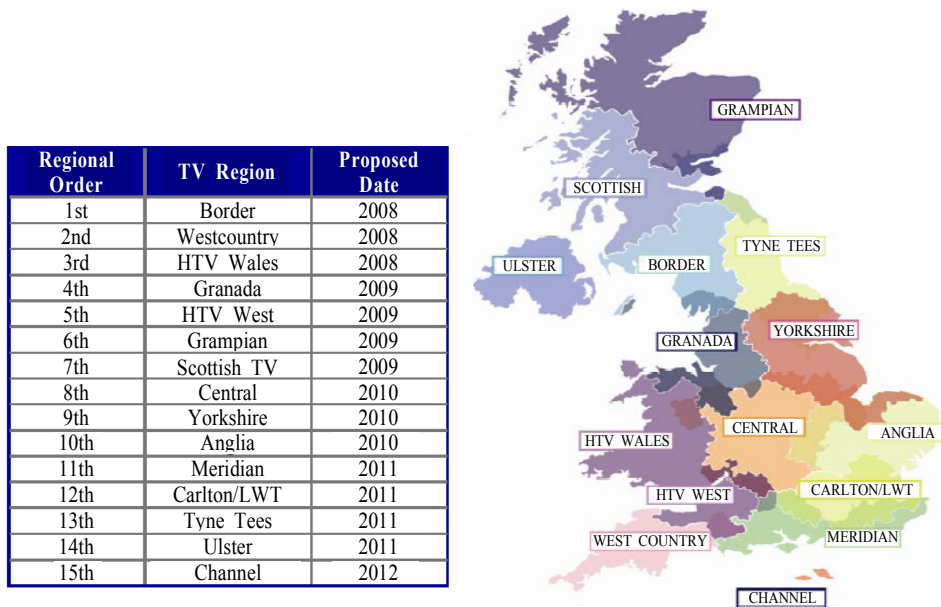 Regional Order TV Region Proposed Date
1st Border 2008
2nd Westcountry 2008
3rd HTV Wales 2008
4th Granada 2009
5th HTV West 2009
6th Grampian 2009
7th Scottish TV 2009
8th Central 2010
9th Yorkshire 2010
10th Anglia 2010
11th Meridian 2011
12th Carlton/LWT 2011
13th Tyne Tees 2011
14th Ulster 2011
15th Channel 2012
GRAMPIAN
SCOTTISH
TYNE TEES
ULSTER
BORDER
YORKSHIRE
GRANADA
CENTRAL
ANGLIA
HTV WALES
CARLTON/LWT
HTV WEST
WEST COUNTRY
MERIDIAN
CHANNEL